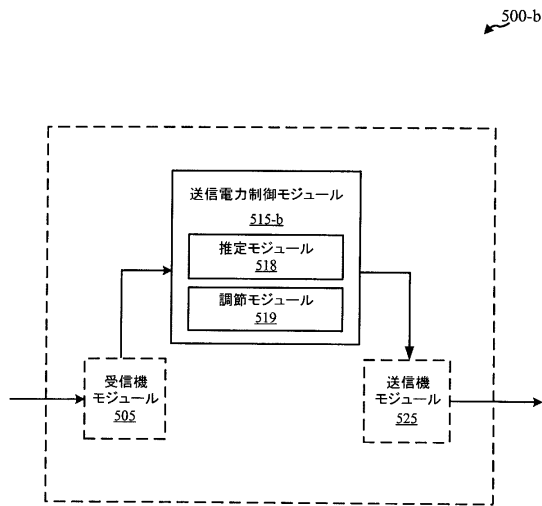 500-b
送信電力制御モジュール
515-b
推定モジュール
518
調節モジュール
519
受信機
モジュール
505
送信機
モジュール
525